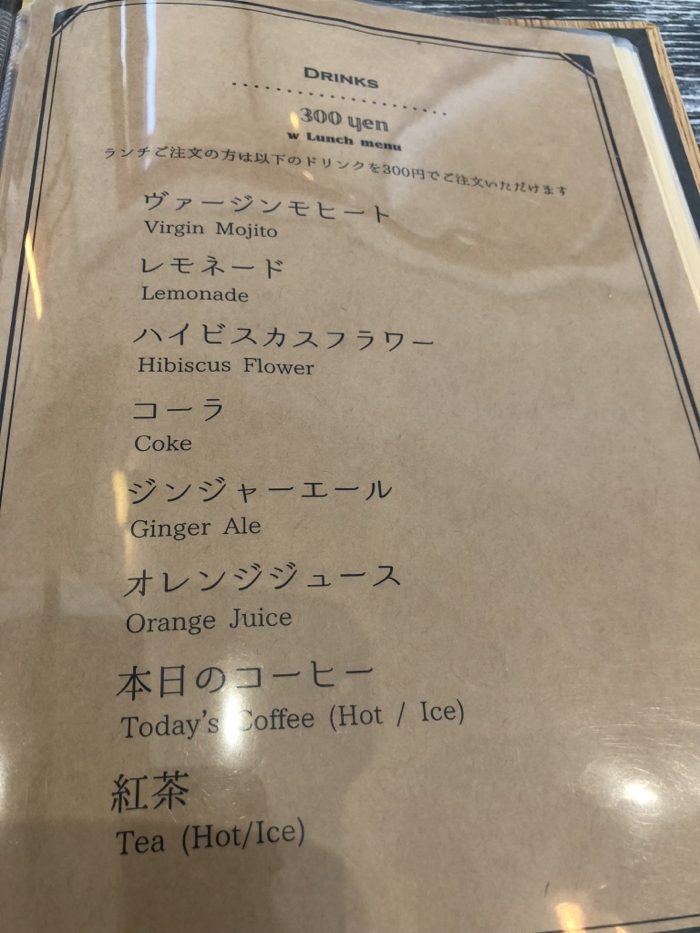 DRINKS
300 yen
w Lunch menu
ランチご注文の方は以下のドリンクを300円でご注文いただけます
ヴァージンモヒート
Virgin Mojito
レモネード
Lemonade
ハイビスカスフラワー
Hibiscus Flower
コーラ
Coke
ジンジャーエール
Ginger Ale
オレンジジュース
Orange Juice
本日のコーヒー
Today's Coffee (Hot / Ice)
紅茶
Tea (Hot/Ice)